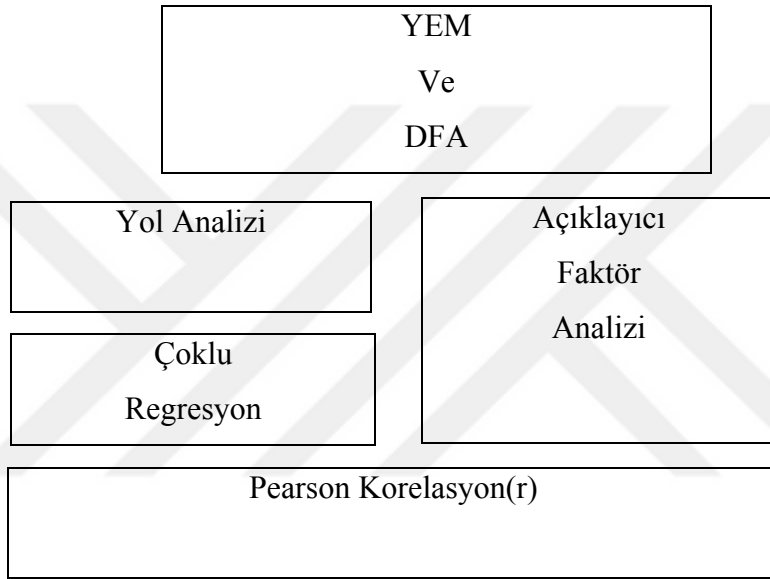 YEM
Ve
DFA
Yol Analizi
Açıklayıcı
Faktör
Analizi
Çoklu
Regresyon
Pearson Korelasyon(r)